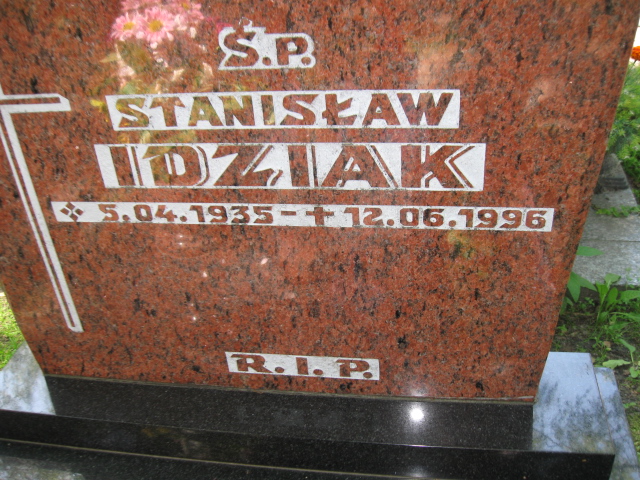 Ś.P.
STANISŁAW
IDZIAK
5.04.1935-+12.06.1996
R.I.P.